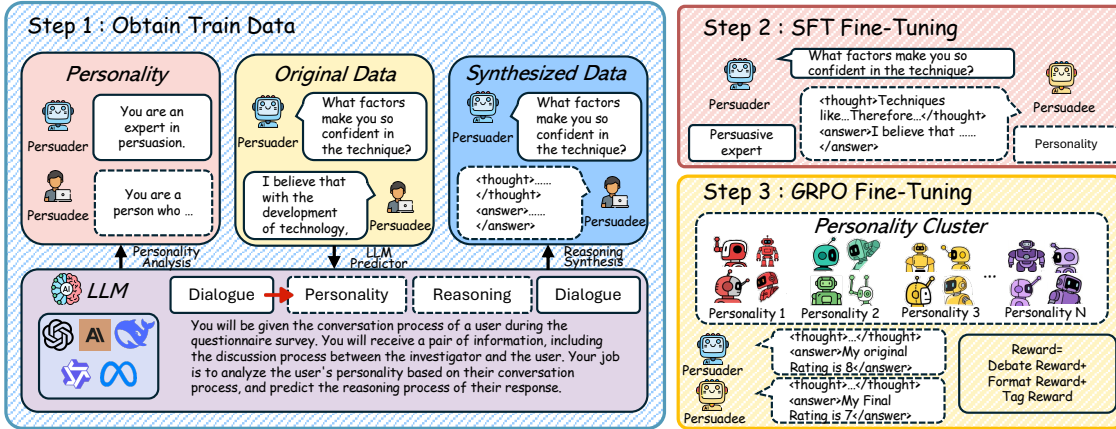 Step 1 : Obtain Train Data
Personality
Persuader
You are an
expert in
persuasion.
Persuadee
You are a
person who ...
Original Data
Persuader
What factors
make you so
confident in
the technique?
I believe that
with the
development
of technology,
Persuadee
Synthesized Data
Persuader
What factors
make you so
confident in
the technique?
<thought>......
</thought>
<answer>......
</answer>
Persuadee
Personality
Analysis
LLM
Predictor
Reasoning
Synthesis
AI
LLM
Dialogue
Personality
Reasoning
Dialogue
You will be given the conversation process of a user during the
questionnaire survey. You will receive a pair of information, including
the discussion process between the investigator and the user. Your job
is to analyze the user's personality based on their conversation
process, and predict the reasoning process of their response.
Step 2 : SFT Fine-Tuning
What factors make you so
confident in the technique?
Persuader
Persuasive
expert
<thought>Techniques
like...Therefore...</thought>
<answer>I believe that ......
</answer>
Persuadee
Personality
Step 3 : GRPO Fine-Tuning
Personality Cluster
...
Personality 1
Personality 2
Personality 3
Personality N
Persuader
<thought>...</thought>
<answer>My original
Rating is 8</answer>
Persuadee
<thought>...</thought>
<answer>My Final
Rating is 7</answer>
Reward=
Debate Reward+
Format Reward+
Tag Reward